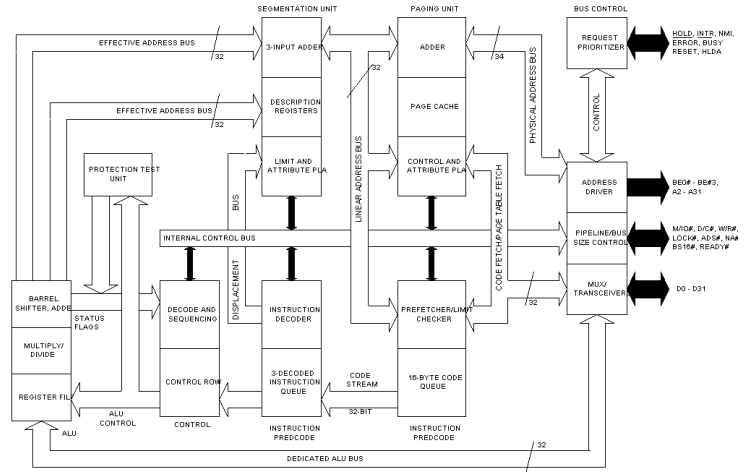 SEGMENTATION UNIT
PAGING UNIT
BUS CONTROL
EFFECTIVE ADDRESS BUS
32
3-INPUT ADDER
32
ADDER
34
PHYSICAL ADDRESS BUS
REQUEST
PRIORITIZER
HOLD, INTR, NMI,
ERROR, BUSY
RESET, HLDA
EFFECTIVE ADDRESS BUS
32
DESCRIPTION
REGISTERS
PAGE CACHE
CONTROL
PROTECTION TEST
UNIT
LIMIT AND
ATTRIBUTE PLA
LINEAR ADDRESS BUS
CONTROL AND
ATTRIBUTE PLA
CODE FETCH/PAGE TABLE FETCH
ADDRESS
DRIVER
BE0# - BE#3,
A2 - A31
DISPLACEMENT BUS
INTERNAL CONTROL BUS
PIPELINE/BUS
SIZE CONTROL
M/IO#, D/C#, W/R#,
LOCK#, ADS#, NA#
BS16#, READY#
BARREL
SHIFTER, ADDE
STATUS
FLAGS
DECODE AND
SEQUENCING
INSTRUCTION
DECODER
PREFETCHER/LIMIT
CHECKER
32
MUX/
TRANSCEIVERS
D0 - D31
MULTIPLY/
DIVIDE
REGISTER FIL
CONTROL ROW
3-DECODED
INSTRUCTION
QUEUE
CODE
STREAM
32-BIT
16-BYTE CODE
QUEUE
ALU
CONTROL
ALU
CONTROL
INSTRUCTION
PREDCODE
INSTRUCTION
PREDCODE
32
DEDICATED ALU BUS
32